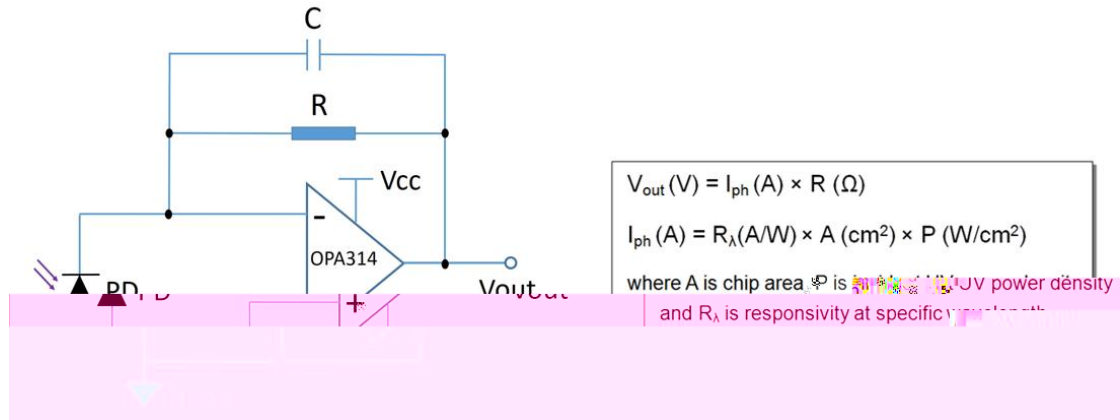 C
R
Vcc
-
OPA314
PD
Vout
+
Vout (V) = Iph (A) × R (Ω)
Iph (A) = Rλ(A/W) × A (cm²) × P (W/cm²)
where A is chip area, P is UV power density
and Rλ is responsivity at specific